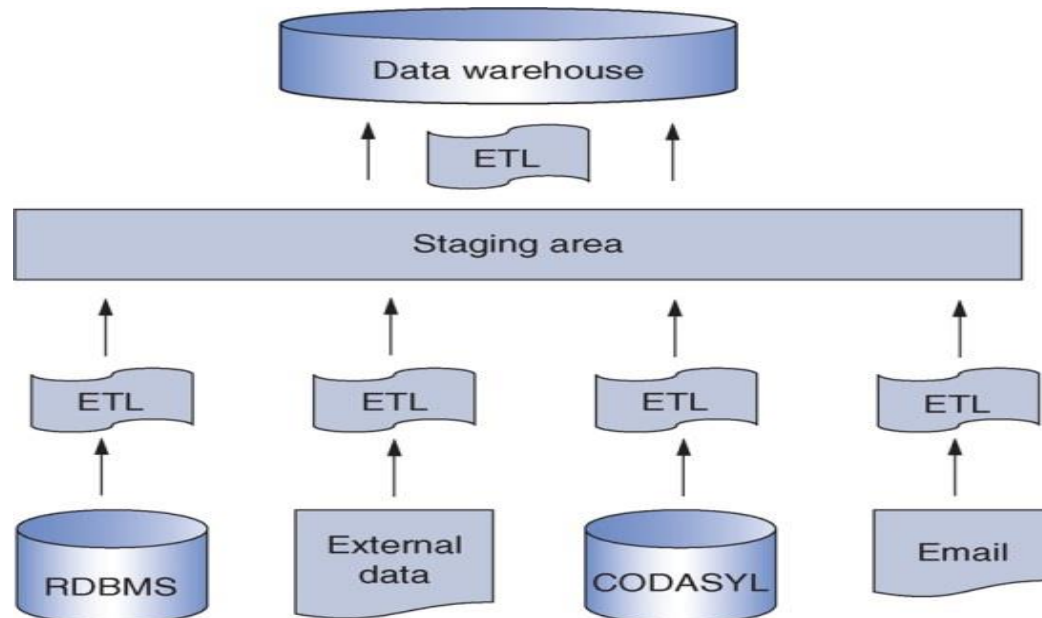 Data warehouse
ETL
Staging area
ETL
ETL
ETL
ETL
RDBMS
External
data
CODASYL
Email